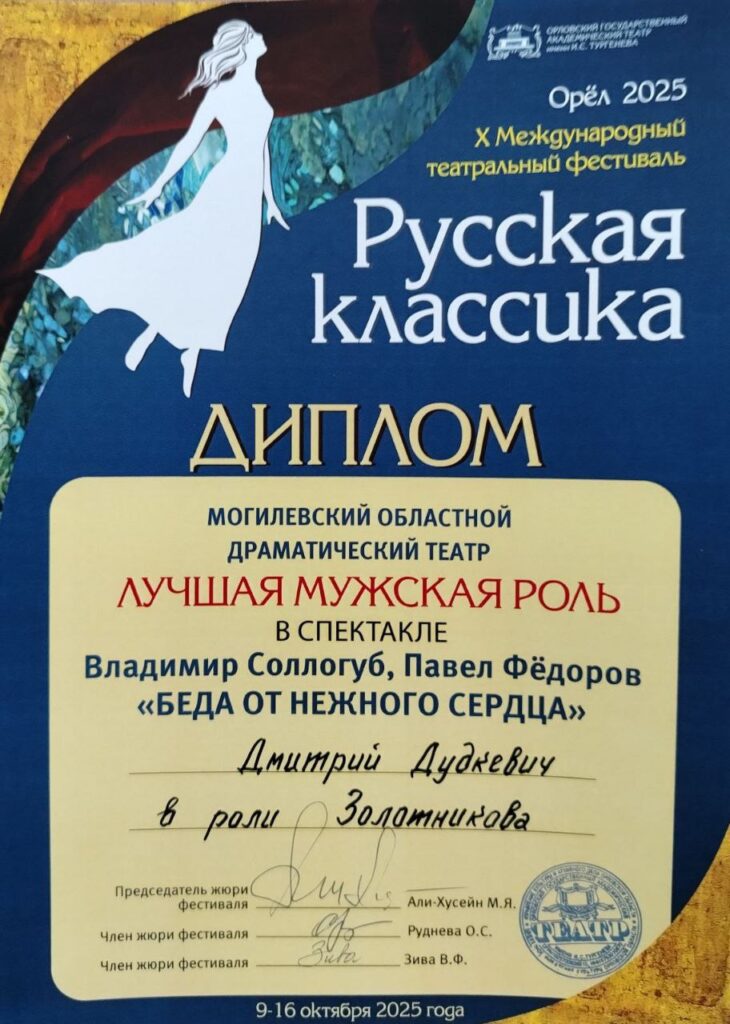 ОРЛОВСКИЙ ГОСУДАРСТВЕННЫЙ
АКАДЕМИЧЕСКИЙ ТЕАТР
ИМЕНИ И.С. ТУРГЕНЕВА
Орёл 2025
X Международный
театральный фестиваль
Русская
классика
ДИПЛОМ
МОГИЛЕВСКИЙ ОБЛАСТНОЙ
ДРАМАТИЧЕСКИЙ ТЕАТР
ЛУЧШАЯ МУЖСКАЯ РОЛЬ
В СПЕКТАКЛЕ
Владимир Соллогуб, Павел Фёдоров
«БЕДА ОТ НЕЖНОГО СЕРДЦА»
Дмитрий Дудкевич
в роли Золотникова
Председатель жюри
фестиваля Али-Хусейн М.Я.
Член жюри фестиваля Руднева О.С.
Член жюри фестиваля Зива Зива В.Ф.
ТЕАТР
9-16 октября 2025 года